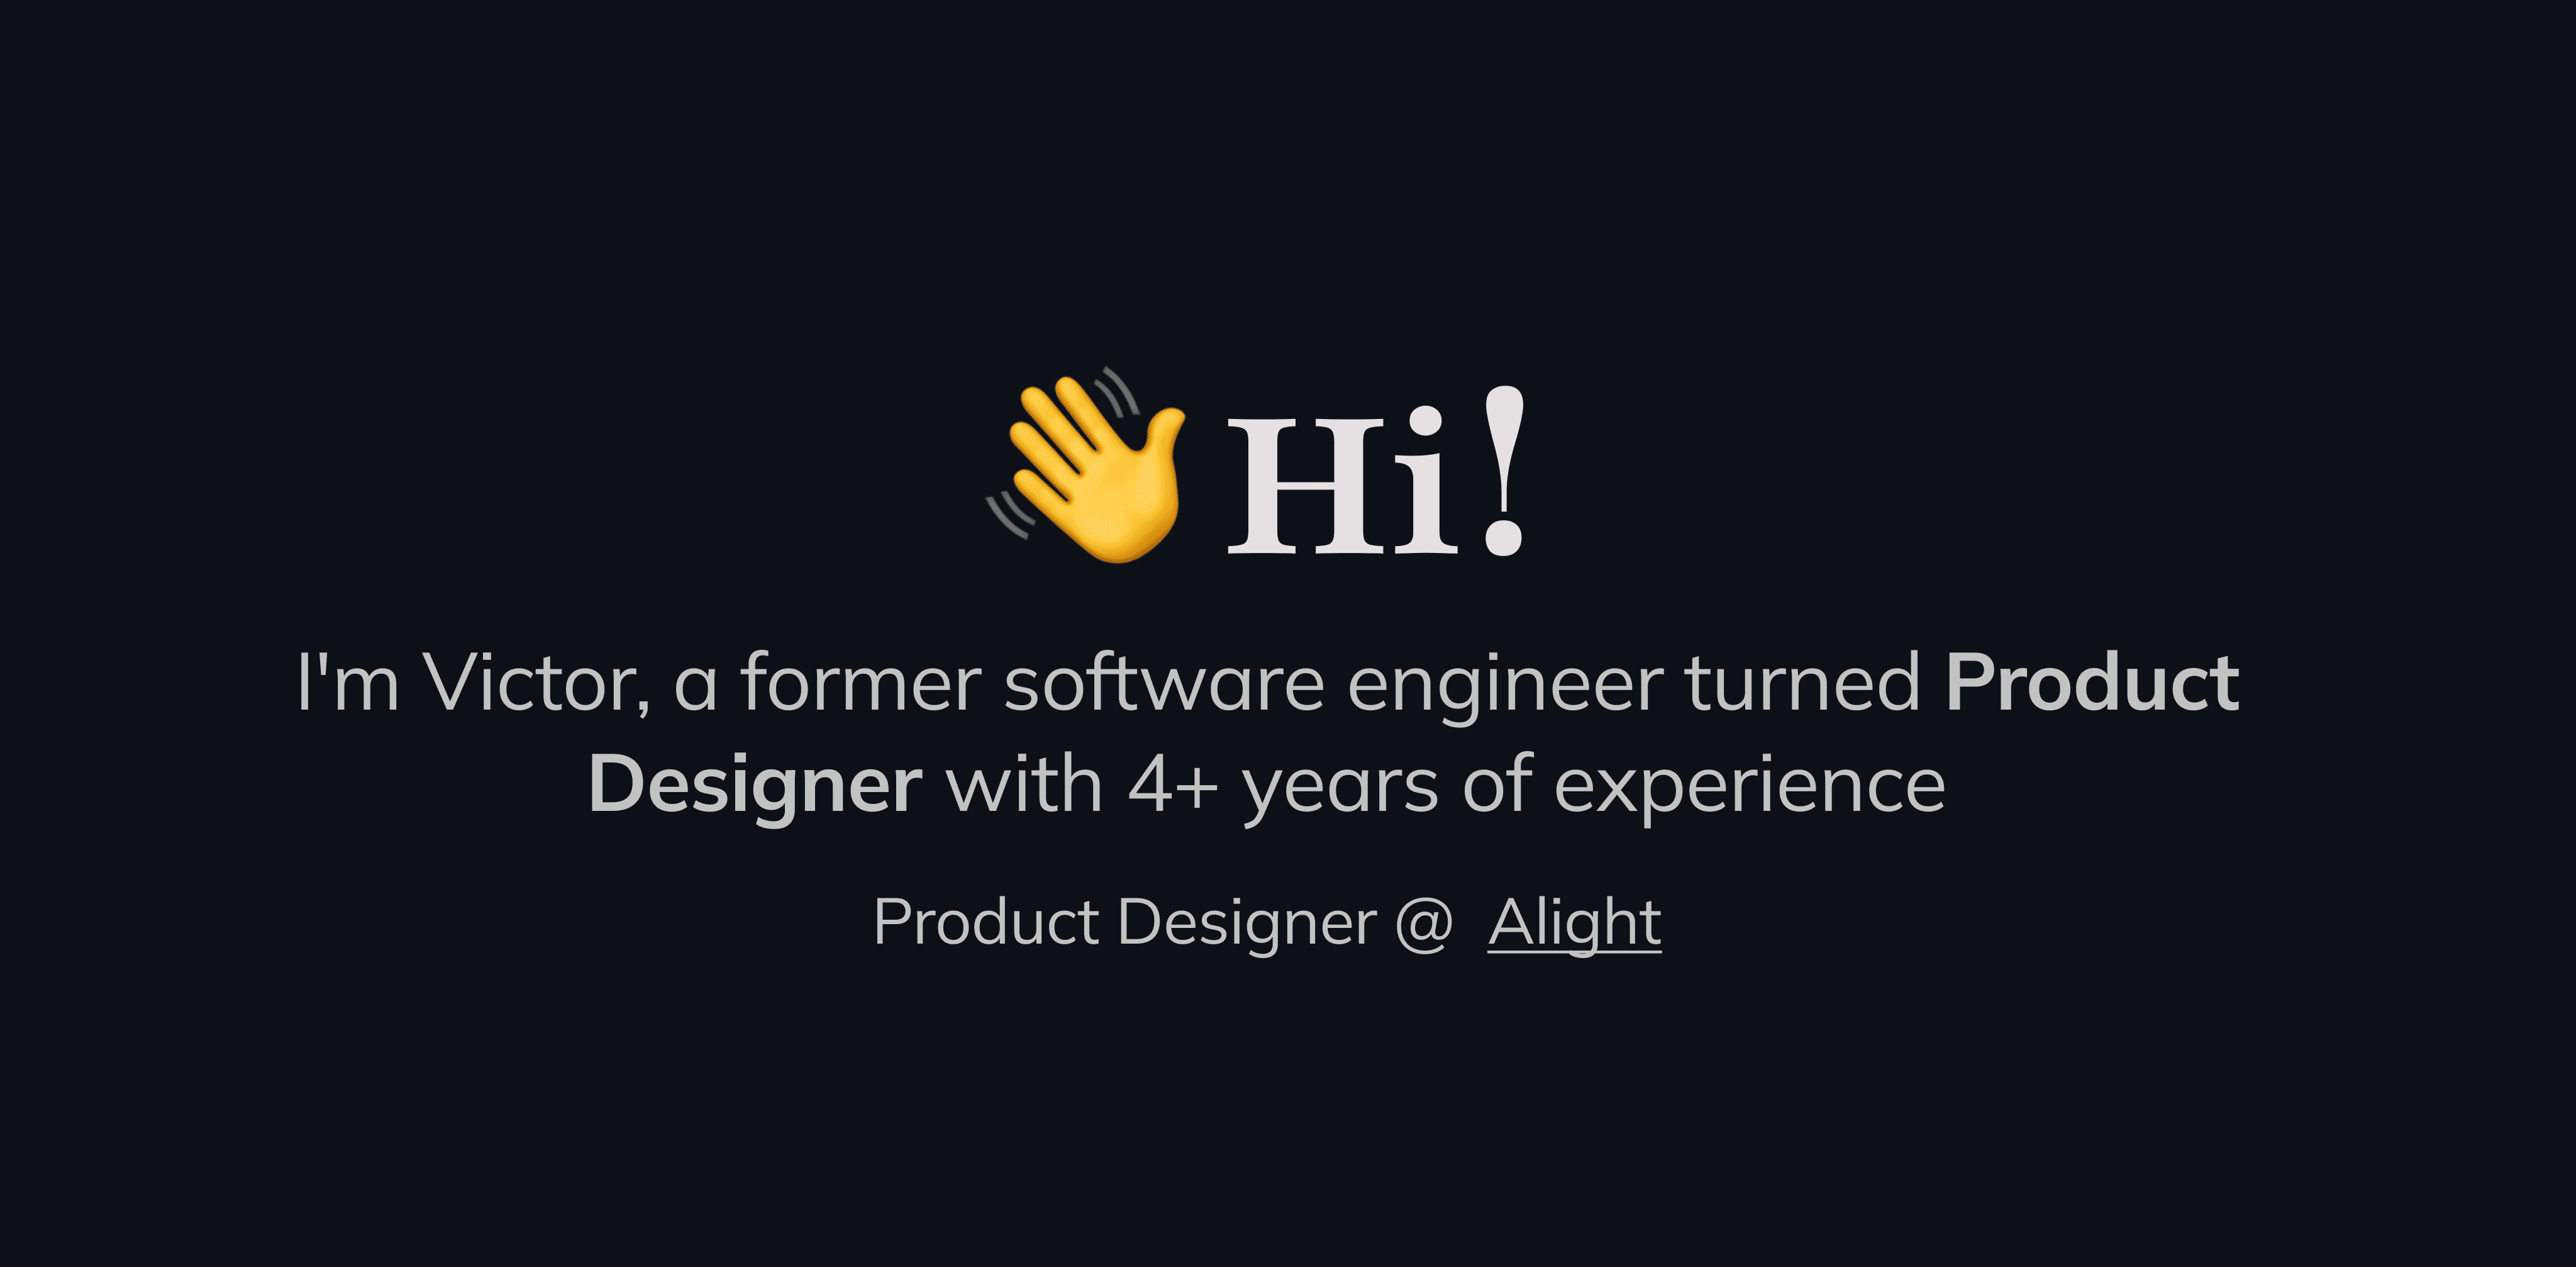 👋 Hi!
I'm Victor, a former software engineer turned Product
Designer with 4+ years of experience
Product Designer @ Alight